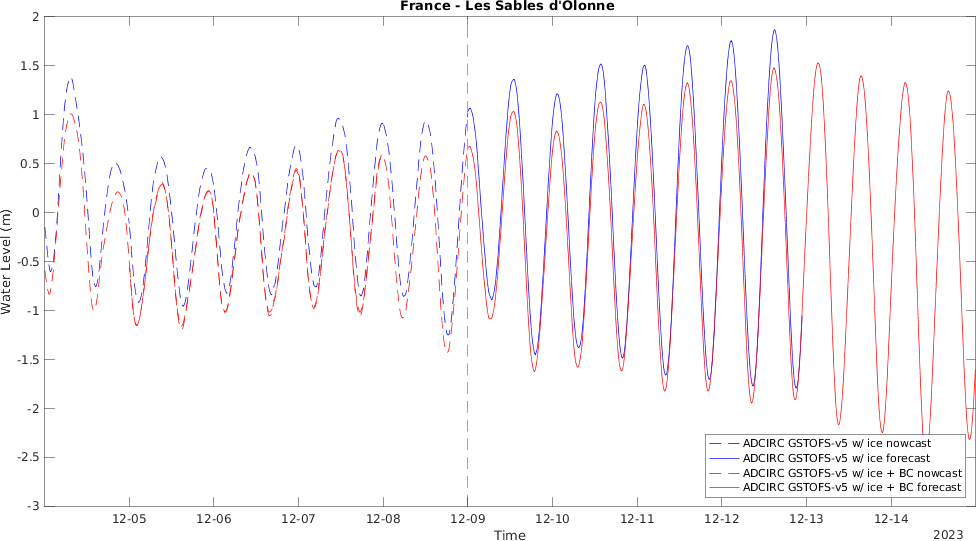 France - Les Sables d'Olonne
2
1.5
1
0.5
0
-0.5
-1
-1.5
-2
-2.5
-3
Water Level (m)
ADCIRC GSTOFS-v5 w/ ice nowcast
ADCIRC GSTOFS-v5 w/ ice forecast
ADCIRC GSTOFS-v5 w/ ice + BC nowcast
ADCIRC GSTOFS-v5 w/ ice + BC forecast
12-05 12-06 12-07 12-08 12-09 12-10 12-11 12-12 12-13 12-14
Time
2023